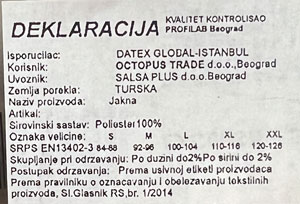 DEKLARACIJA KVALITET KONTROLISAO
PROFILAB Beograd
Isporucilac: DATEX GLOBAL-ISTANBUL
Korisnik: OCTOPUS TRADE d.o.o.,Beograd
Uvoznik: SALSA PLUS d.o.o.,Beograd
Zemlja porekla: TURSKA
Naziv proizvoda: Jakna
Artikal:
Sirovinski sastav: Poliester100%
Oznaka velicine: S M L XL XXL
SRPS EN13402-3 84-88 92-96 100-104 110-116 120-126
Skupljanje pri odrzavanju: Po duzini do2%Po sirini do 2%
Postupak odrzavanja: Prema usivnoj etiketi proizvodaca
Prema pravilniku o oznacavanju i obelezavanju tekstilnih
proizvoda, Sl.Glasnik RS,br. 1/2014